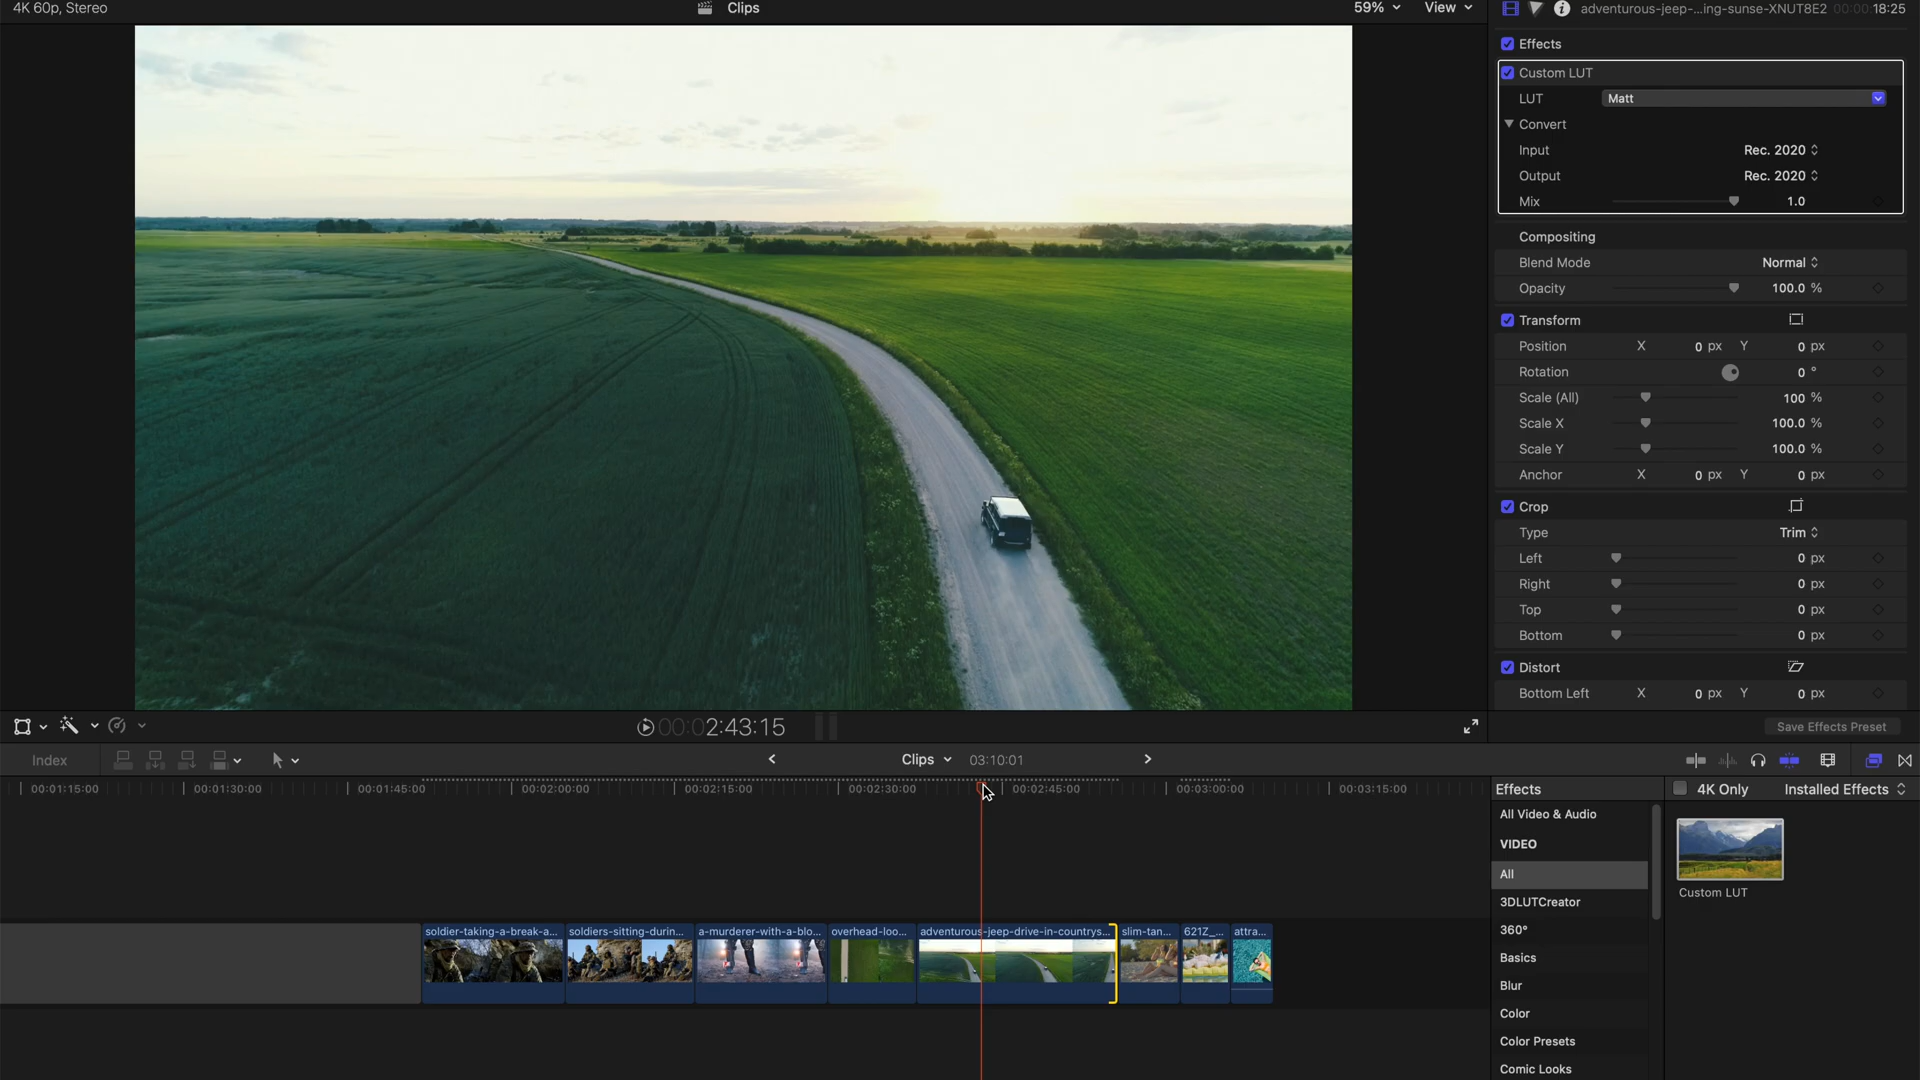 4K 60p, Stereo
Clips
59%
View
adventurous-jeep-...ing-sunse-XNUT8E2
00:00:18:25
Effects
Custom LUT
LUT
Matt
Convert
Input
Rec. 2020
Output
Rec. 2020
Mix
1.0
Compositing
Blend Mode
Normal
Opacity
100.0 %
Transform
Position X 0 px Y 0 px
Rotation
0 °
Scale (All)
100 %
Scale X
100.0 %
Scale Y
100.0 %
Anchor X 0 px Y 0 px
Crop
Type
Trim
Left
0 px
Right
0 px
Top
0 px
Bottom
0 px
Distort
Bottom Left X 0 px Y 0 px
00:02:43:15
Save Effects Preset
Index
Clips
03:10:01
00:01:15:00
00:01:30:00
00:01:45:00
00:02:00:00
00:02:15:00
00:02:30:00
00:02:45:00
00:03:00:00
00:03:15:00
soldier-taking-a-break-a...
soldiers-sitting-durin...
a-murderer-with-a-blo...
overhead-loo...
adventurous-jeep-drive-in-countrys...
slim-tan...
621Z_...
attra...
Effects
4K Only
Installed Effects
All Video & Audio
VIDEO
All
3DLUTCreator
360°
Basics
Blur
Color
Color Presets
Comic Looks
Custom LUT